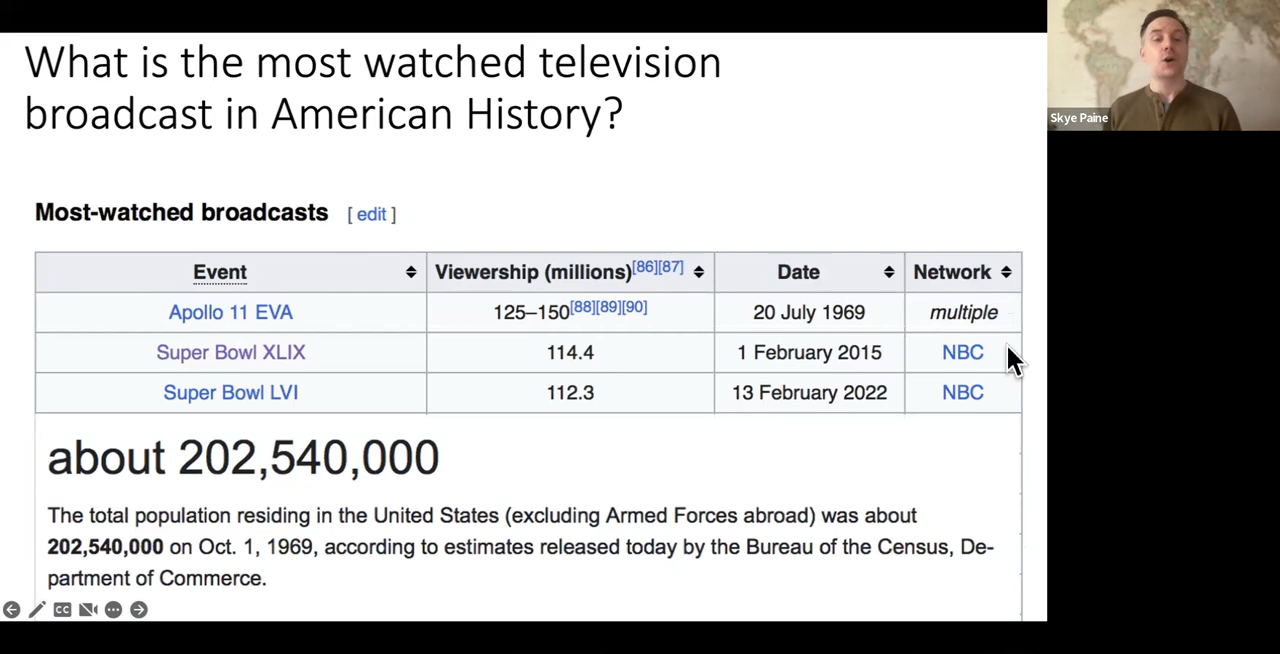 What is the most watched television
broadcast in American History?
Skye Paine
Most-watched broadcasts [ edit ]
Event Viewership (millions)[86][87] Date Network
Apollo 11 EVA 125–150[88][89][90] 20 July 1969 multiple
Super Bowl XLIX 114.4 1 February 2015 NBC
Super Bowl LVI 112.3 13 February 2022 NBC
about 202,540,000
The total population residing in the United States (excluding Armed Forces abroad) was about
202,540,000 on Oct. 1, 1969, according to estimates released today by the Bureau of the Census, De-
partment of Commerce.
CC